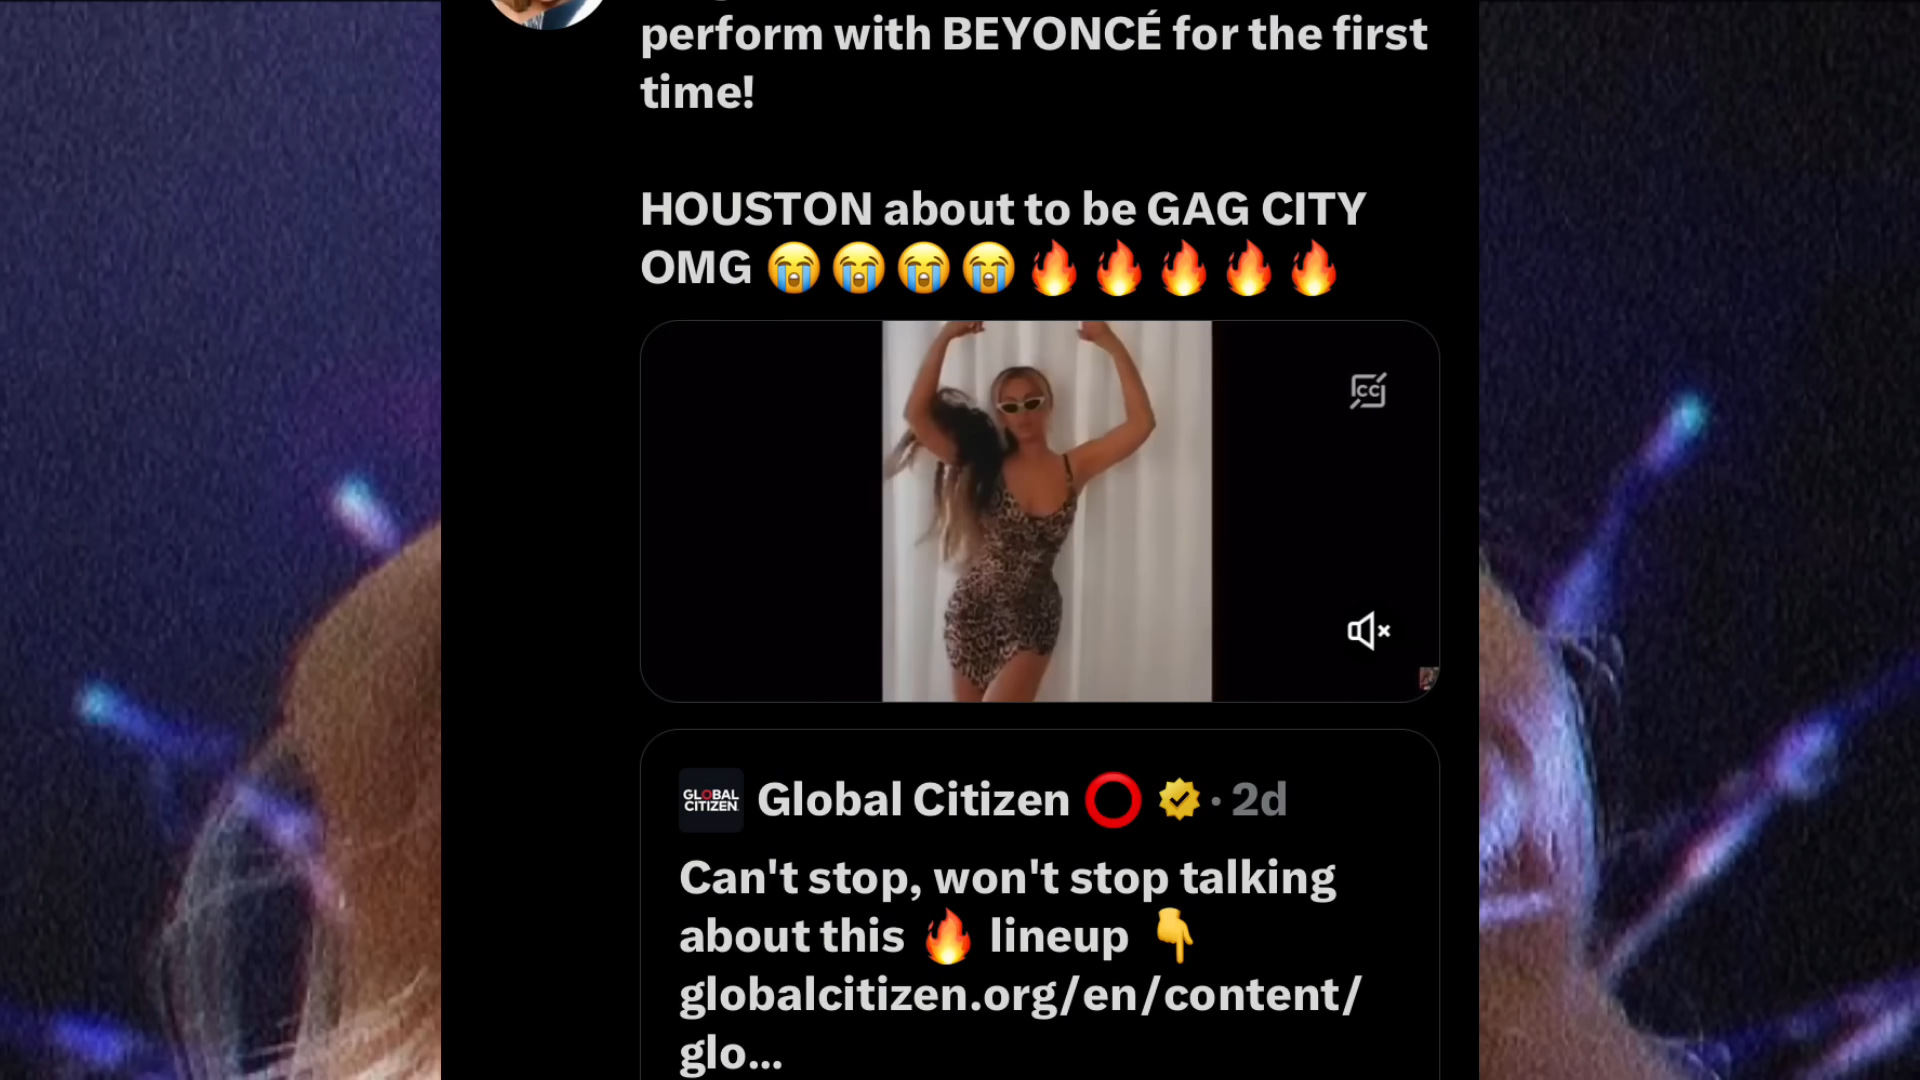 perform with BEYONCÉ for the first
time!
HOUSTON about to be GAG CITY
OMG 😭😭😭😭🔥🔥🔥🔥🔥
CC
GLOBAL
CITIZEN
Global Citizen ⭕ · 2d
Can't stop, won't stop talking
about this 🔥 lineup 👇
globalcitizen.org/en/content/
glo...